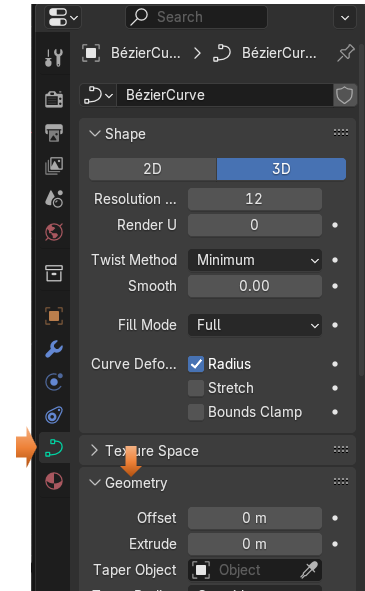 Search
BézierCu... > BézierCur...
BézierCurve
Shape
2D 3D
Resolution ... 12
Render U 0
Twist Method Minimum
Smooth 0.00
Fill Mode Full
Curve Defo... Radius
Stretch
Bounds Clamp
Texture Space
Geometry
Offset 0 m
Extrude 0 m
Taper Object Object